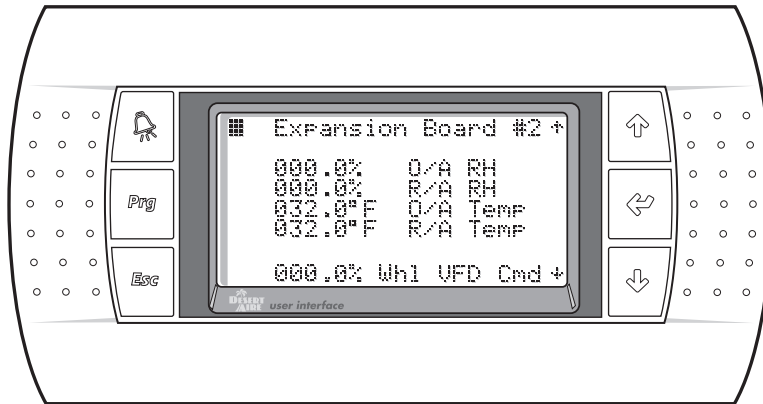 Expansion Board #2
000.0% O/A RH
000.0% R/A RH
032.0°F O/A Temp
032.0°F R/A Temp
000.0% Whl VFD Cmd
Prg
Esc
DESERT AIRE user interface